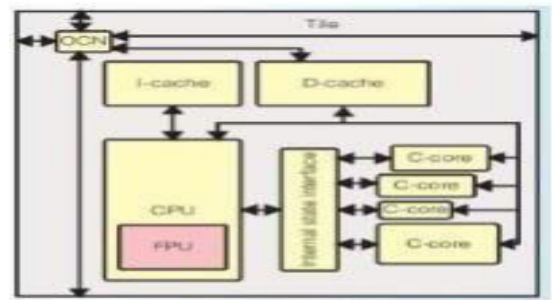 Tile
OCN
I-cache
D-cache
CPU
FPU
Internal state interface
C-core
C-core
C-core
C-core